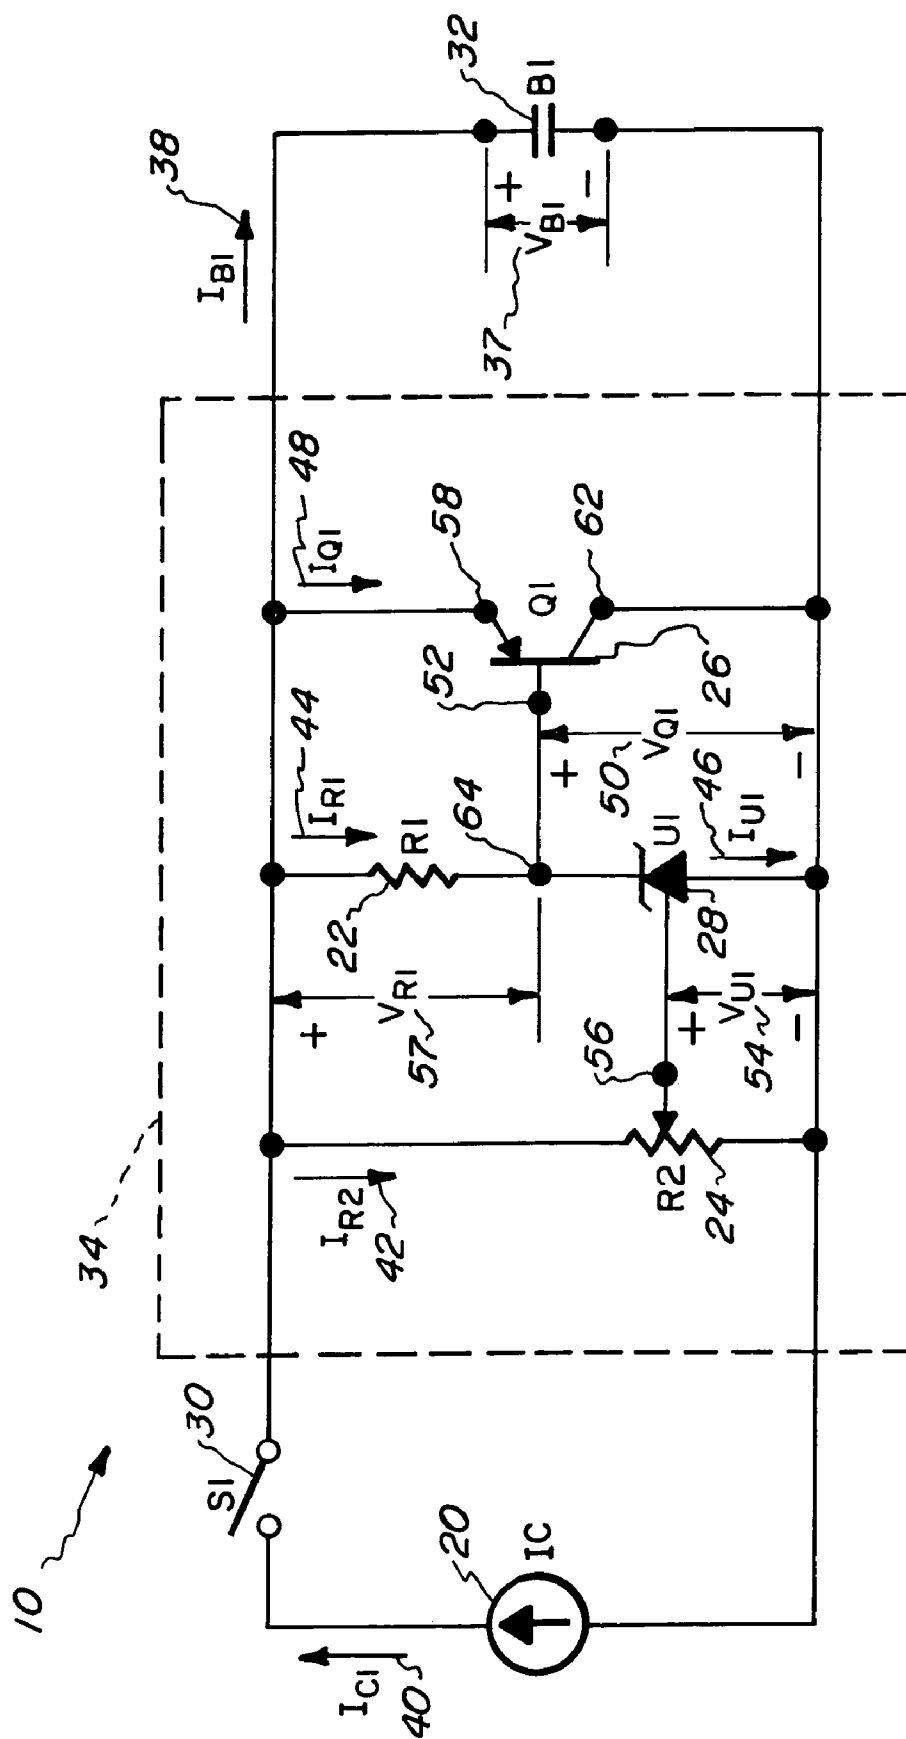 10
34
38
I_B1
32
B1
+
V_B1
−
37
48
I_Q1
58
Q1
62
26
52
44
I_R1
R1
22
64
+
V_R1
57
+
50
V_Q1
−
46
I_U1
U1
28
56
+
V_U1
54
−
I_R2
42
R2
24
S1
30
20
IC
I_C1
40